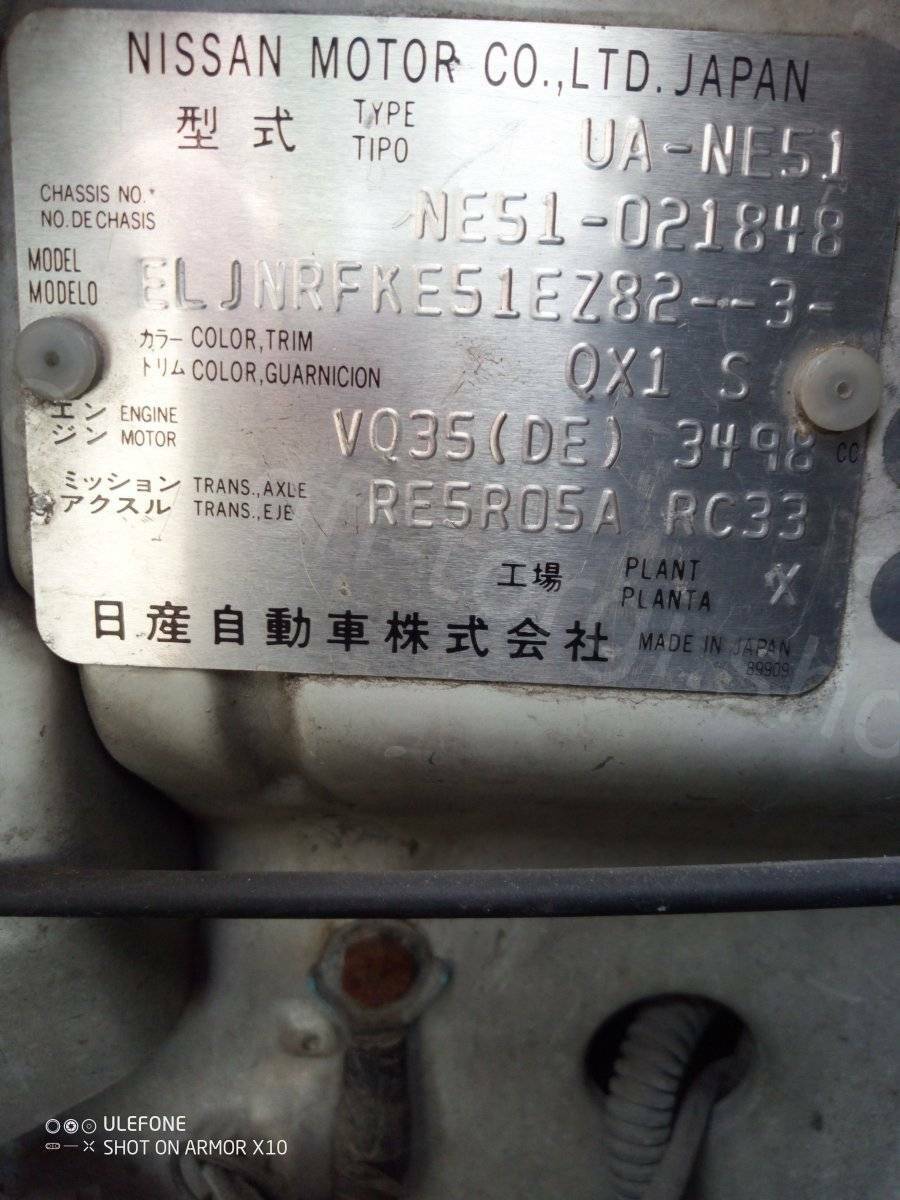 NISSAN MOTOR CO.,LTD. JAPAN
型式 TYPE TIPO UA-NE51
CHASSIS NO.* NE51-021848
NO. DE CHASIS
MODEL ELJNRFKE51EZ82--3-
MODELO
カラー COLOR,TRIM QX1 S
トリム COLOR,GUARNICION
エン ENGINE VQ35(DE) 3498 CC
ジン MOTOR
ミッション TRANS.,AXLE RE5R05A RC33
アクスル TRANS.,EJE
工場 PLANT X
PLANTA
日産自動車株式会社 MADE IN JAPAN
89909
ULEFONE
SHOT ON ARMOR X10